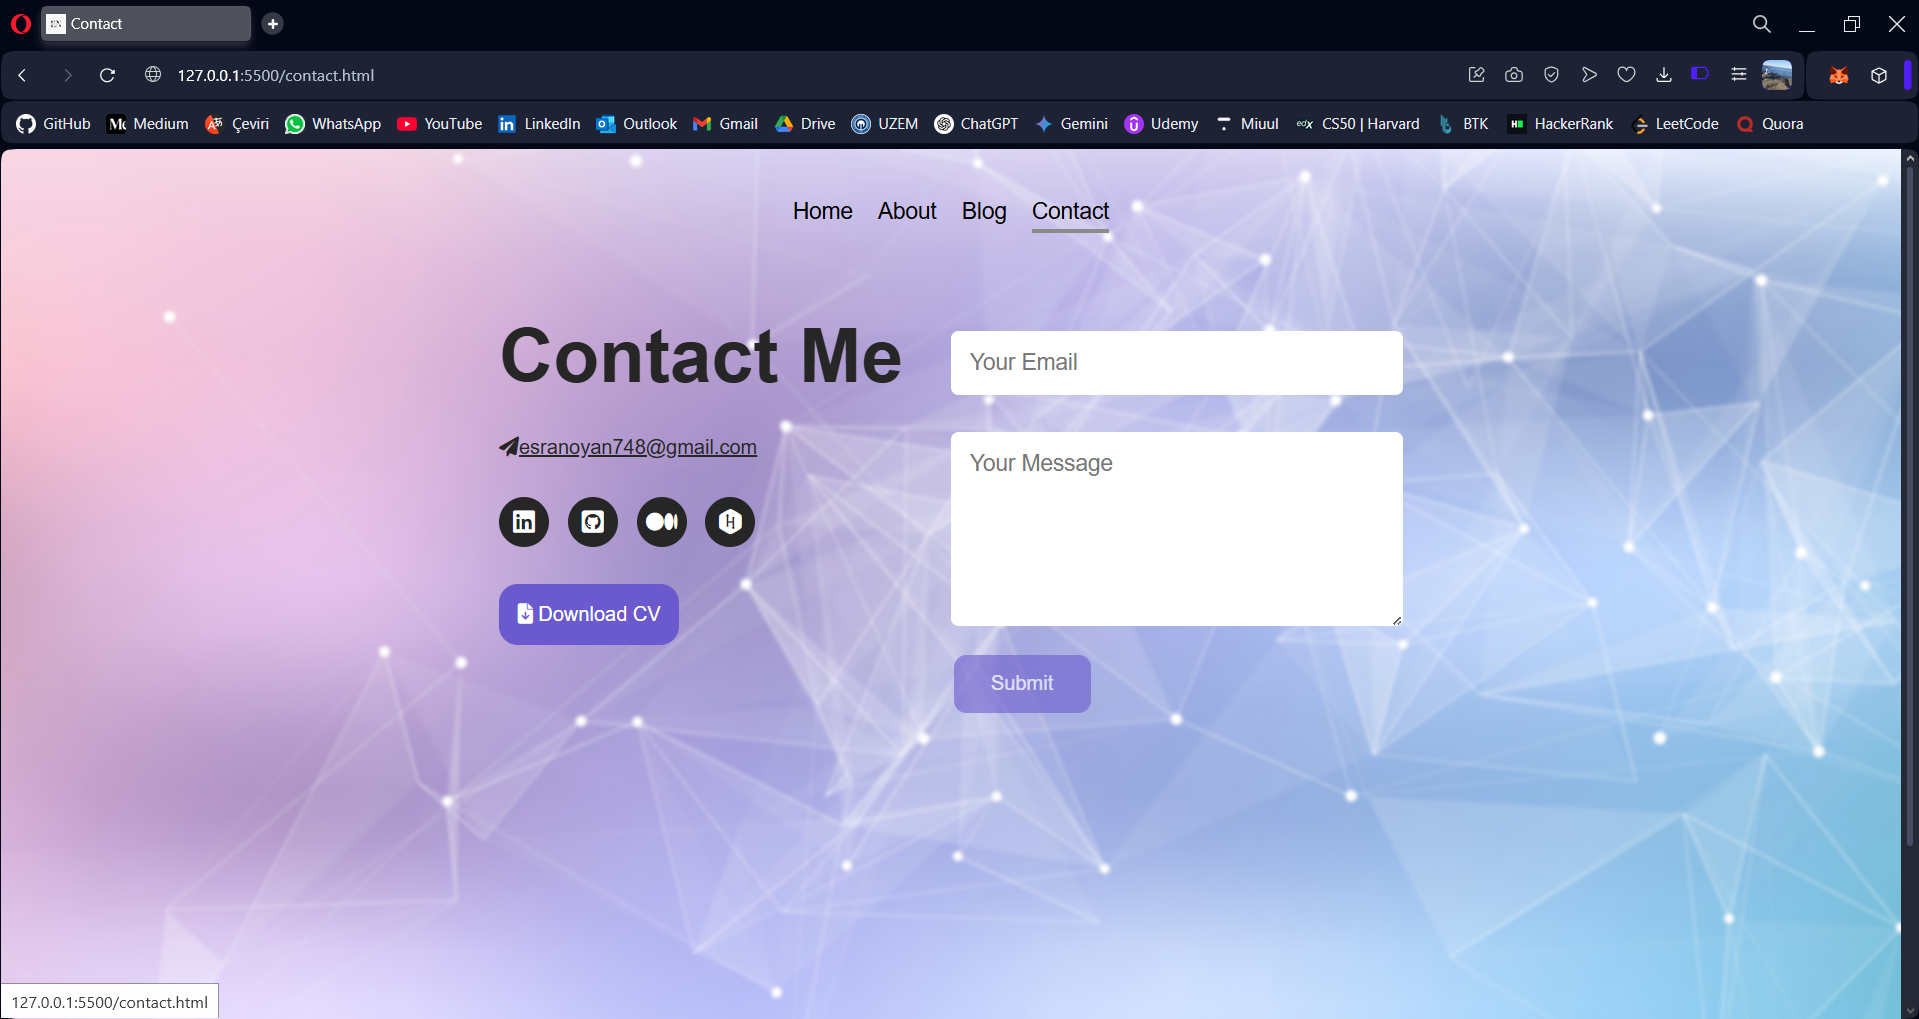 Contact
127.0.0.1:5500/contact.html
GitHub Medium Çeviri WhatsApp YouTube LinkedIn Outlook Gmail Drive UZEM ChatGPT Gemini Udemy Miuul edx CS50 | Harvard BTK HackerRank LeetCode Quora
Home About Blog Contact
Contact Me
Your Email
esranoyan748@gmail.com
Your Message
Download CV
Submit
127.0.0.1:5500/contact.html